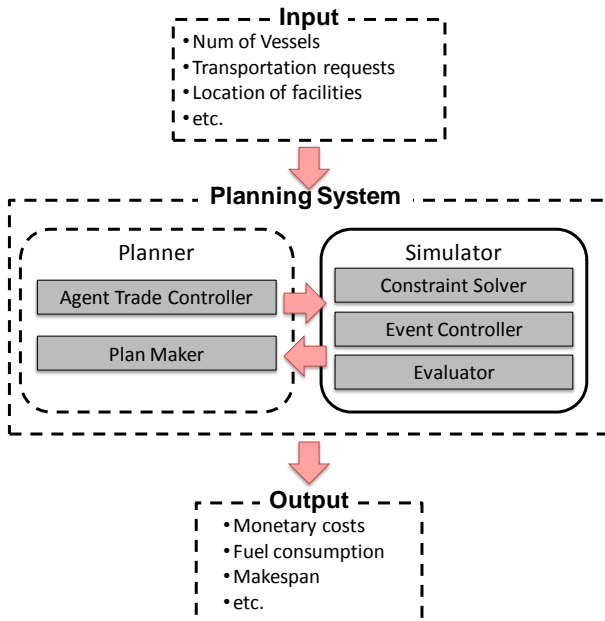 Input
•Num of Vessels
•Transportation requests
•Location of facilities
•etc.
Planning System
Planner
Agent Trade Controller
Plan Maker
Simulator
Constraint Solver
Event Controller
Evaluator
Output
•Monetary costs
•Fuel consumption
•Makespan
•etc.